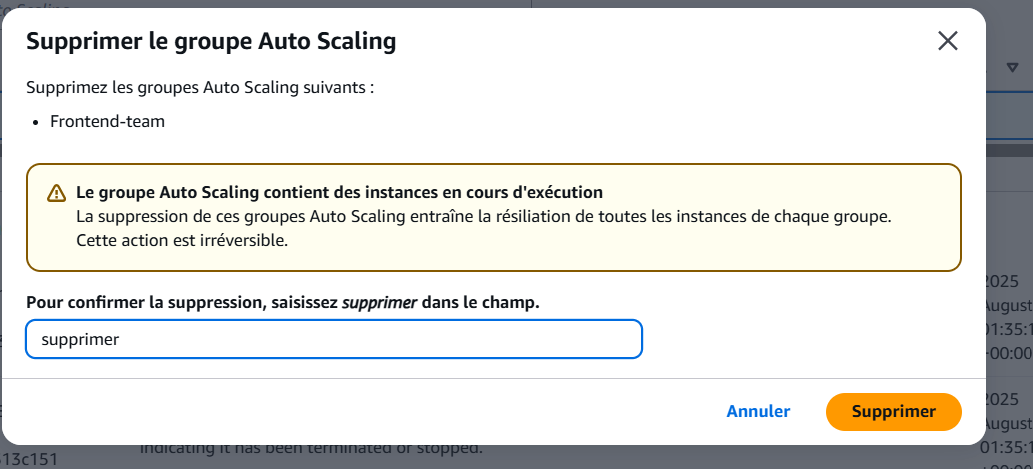 Supprimer le groupe Auto Scaling
Supprimez les groupes Auto Scaling suivants :
• Frontend-team
Le groupe Auto Scaling contient des instances en cours d'exécution
La suppression de ces groupes Auto Scaling entraîne la résiliation de toutes les instances de chaque groupe.
Cette action est irréversible.
2025
August
01:35:1
+00:00
Pour confirmer la suppression, saisissez supprimer dans le champ.
supprimer
2025
August
01:35:1
Annuler
Supprimer
indicating it has been terminated or stopped.
513c151